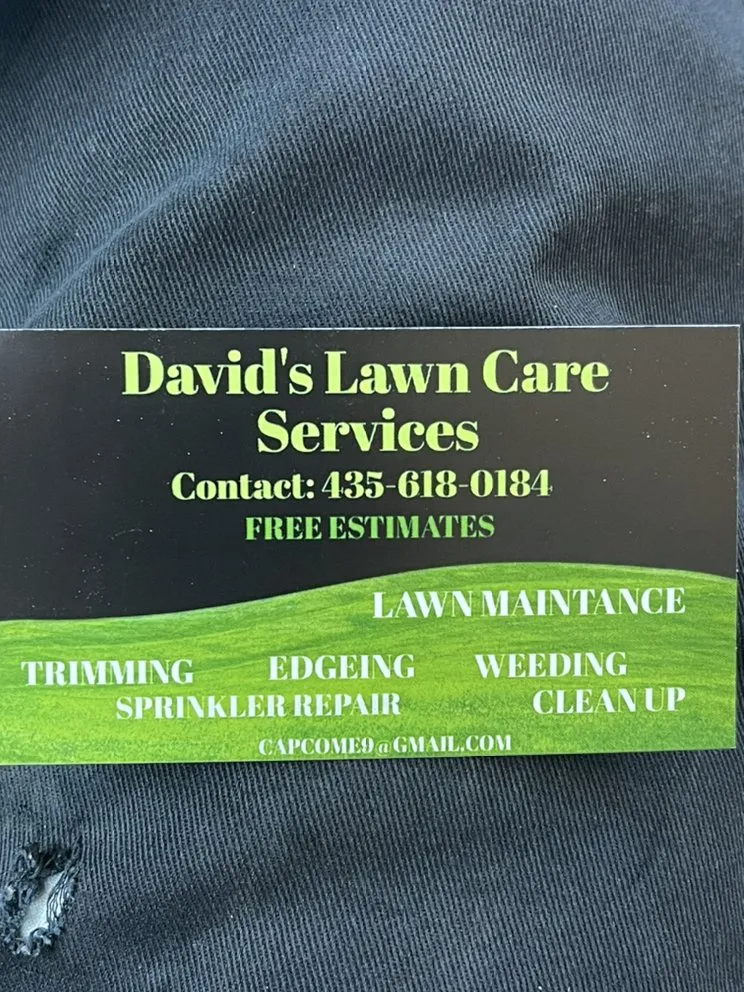 David's Lawn Care
Services
Contact: 435-618-0184
FREE ESTIMATES
LAWN MAINTANCE
TRIMMING EDGEING WEEDING
SPRINKLER REPAIR CLEAN UP
CAPCOME9@GMAIL.COM